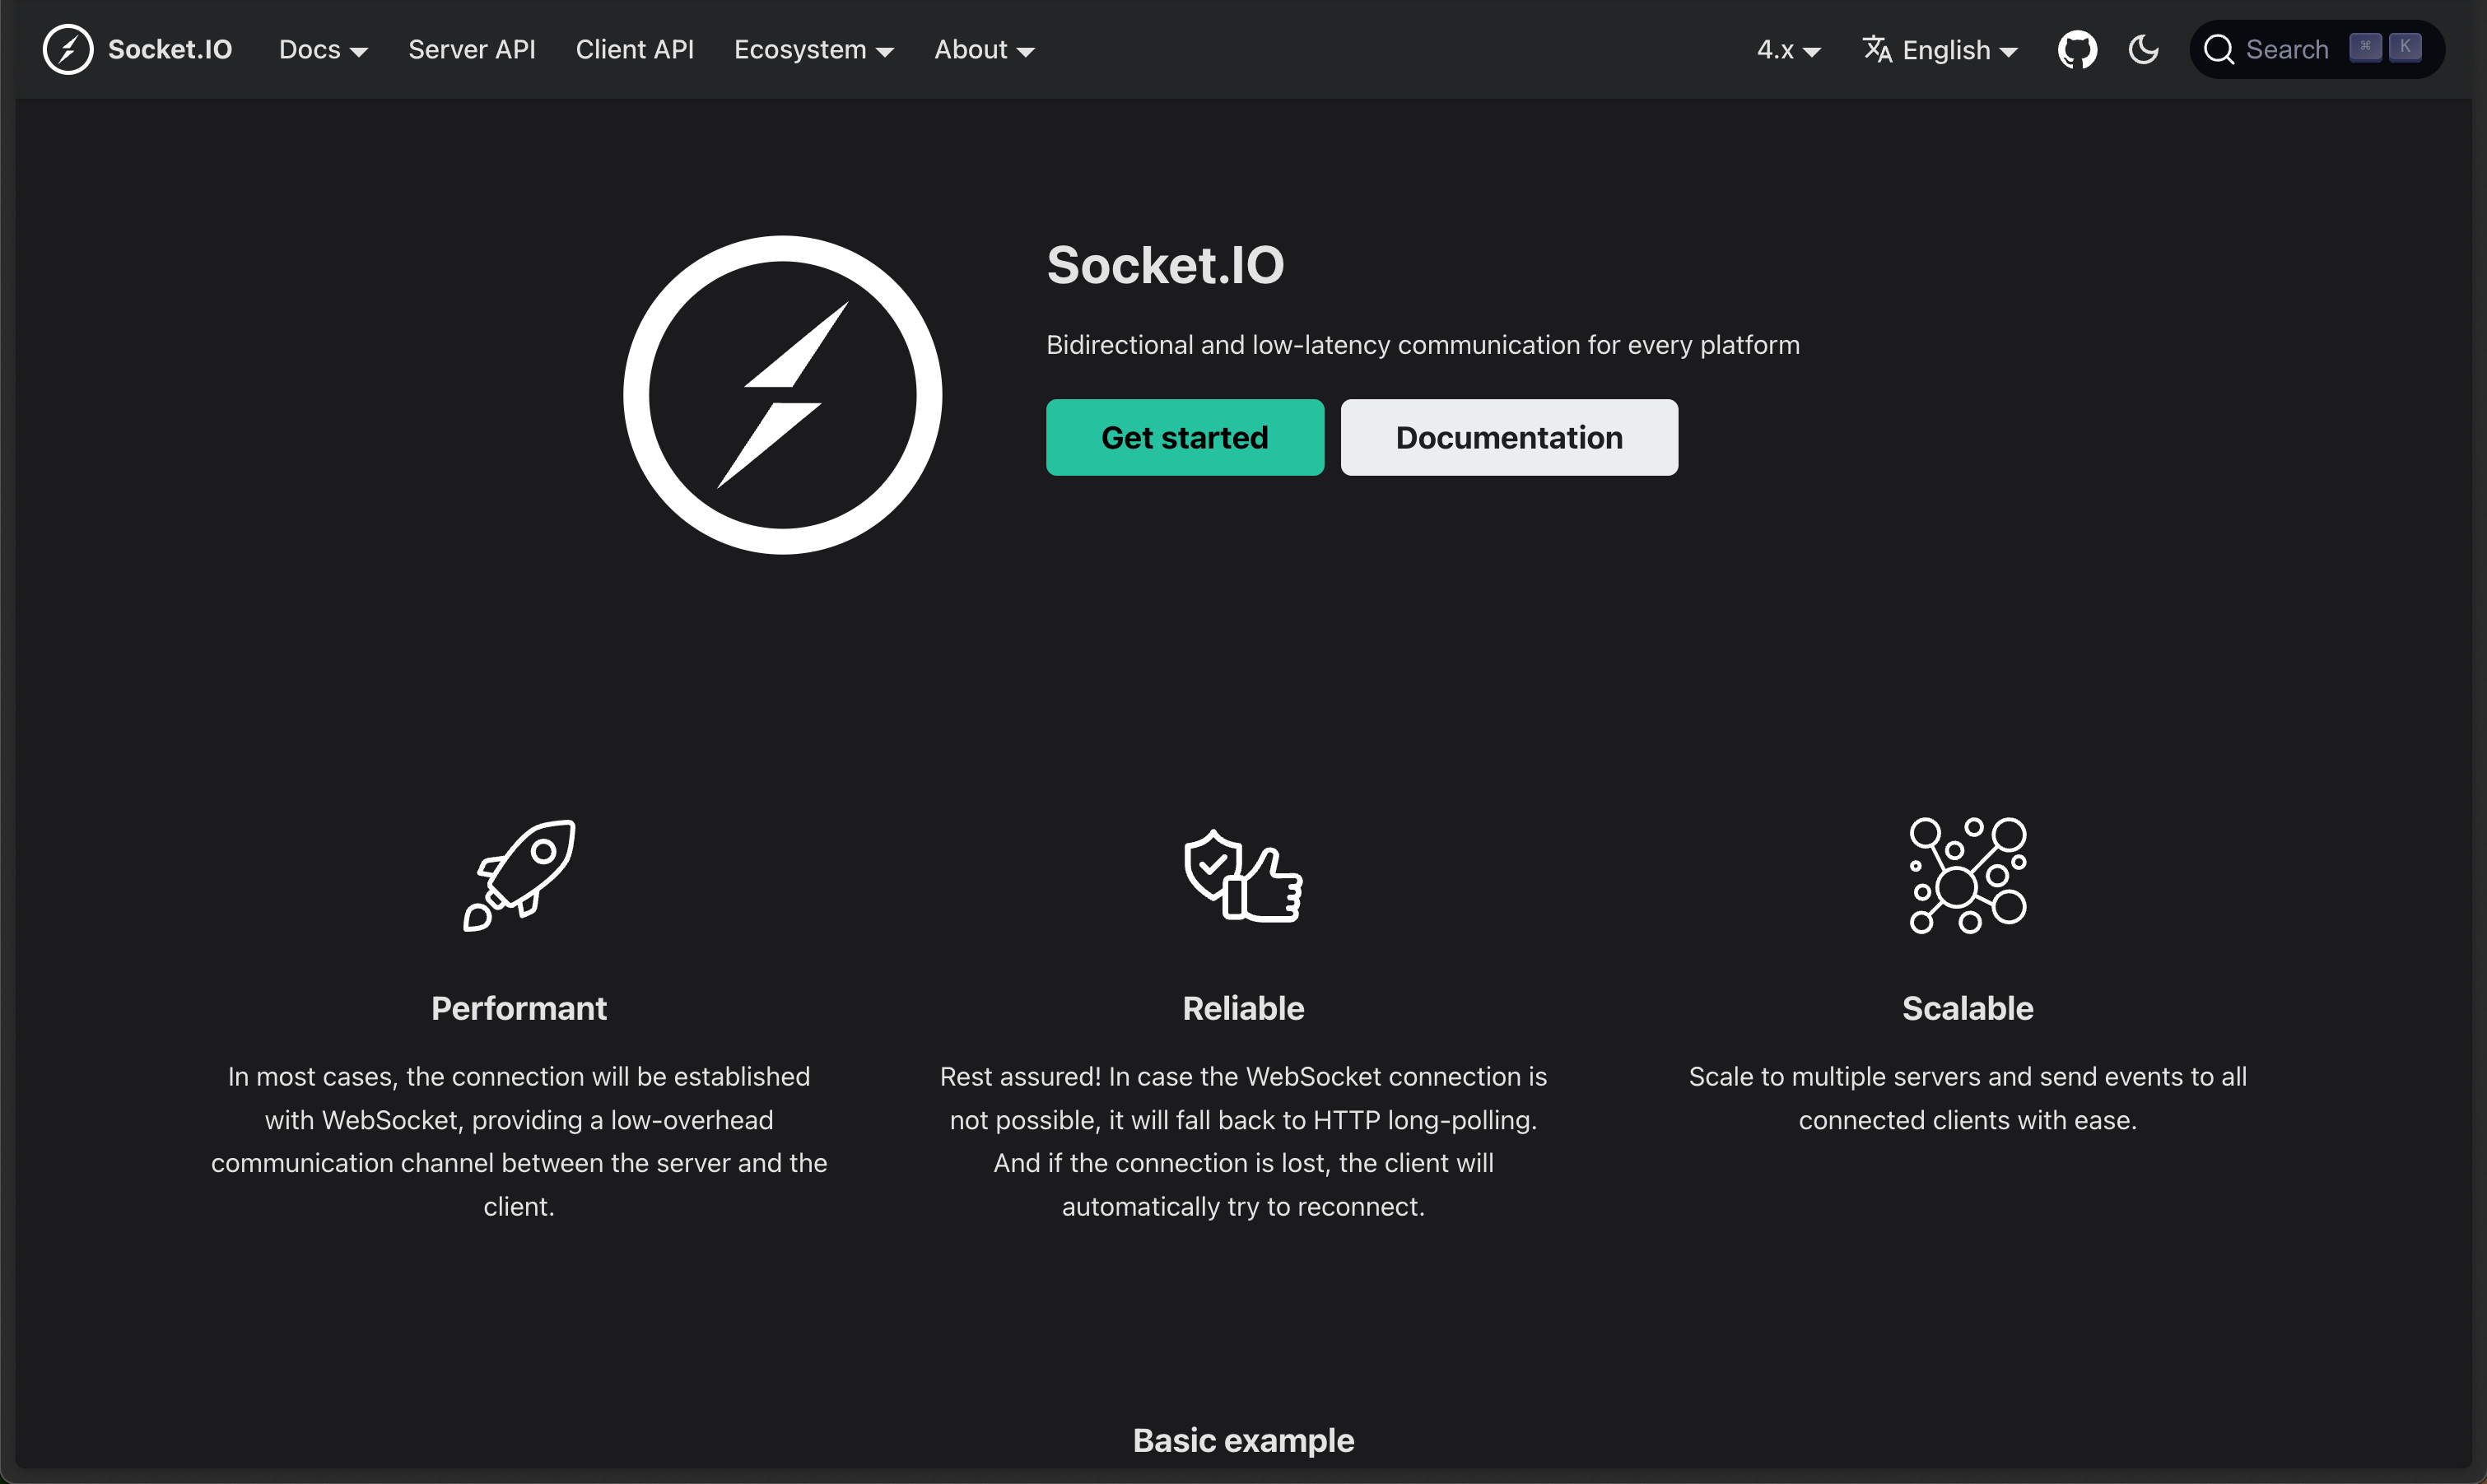 Socket.IO Docs Server API Client API Ecosystem About 4.x English Search ⌘ K
Socket.IO
Bidirectional and low-latency communication for every platform
Get started Documentation
Performant
In most cases, the connection will be established
with WebSocket, providing a low-overhead
communication channel between the server and the
client.
Reliable
Rest assured! In case the WebSocket connection is
not possible, it will fall back to HTTP long-polling.
And if the connection is lost, the client will
automatically try to reconnect.
Scalable
Scale to multiple servers and send events to all
connected clients with ease.
Basic example